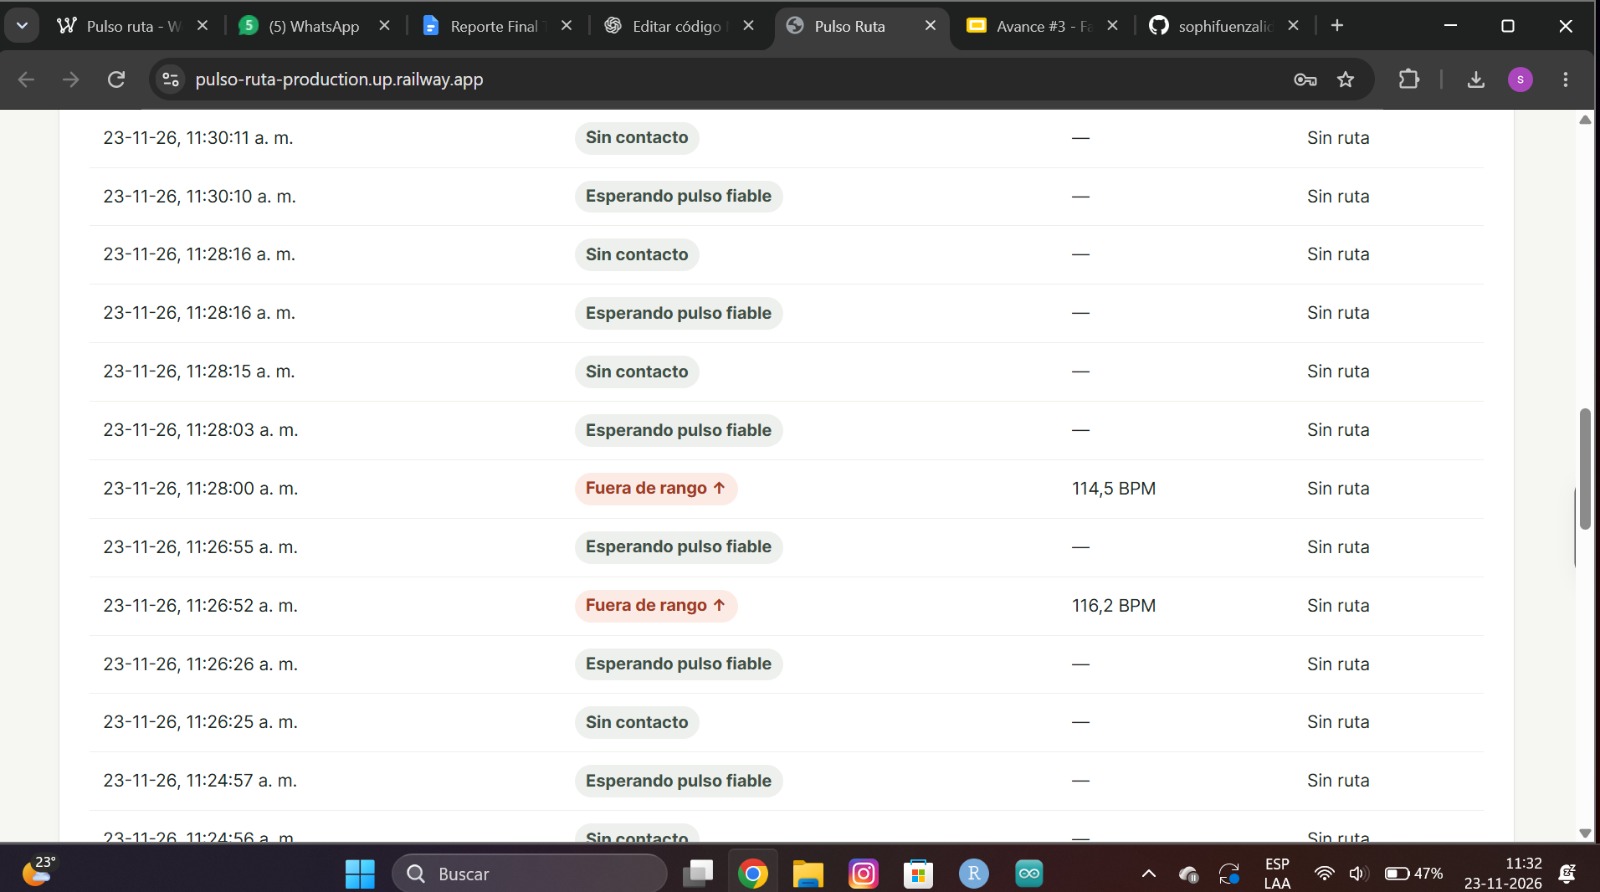 Pulso ruta - W
(5) WhatsApp
Reporte Final
Editar código
Pulso Ruta
Avance #3 - Fa
sophifuenzalid
pulso-ruta-production.up.railway.app
S
23-11-26, 11:30:11 a. m. Sin contacto — Sin ruta
23-11-26, 11:30:10 a. m. Esperando pulso fiable — Sin ruta
23-11-26, 11:28:16 a. m. Sin contacto — Sin ruta
23-11-26, 11:28:16 a. m. Esperando pulso fiable — Sin ruta
23-11-26, 11:28:15 a. m. Sin contacto — Sin ruta
23-11-26, 11:28:03 a. m. Esperando pulso fiable — Sin ruta
23-11-26, 11:28:00 a. m. Fuera de rango ↑ 114,5 BPM Sin ruta
23-11-26, 11:26:55 a. m. Esperando pulso fiable — Sin ruta
23-11-26, 11:26:52 a. m. Fuera de rango ↑ 116,2 BPM Sin ruta
23-11-26, 11:26:26 a. m. Esperando pulso fiable — Sin ruta
23-11-26, 11:26:25 a. m. Sin contacto — Sin ruta
23-11-26, 11:24:57 a. m. Esperando pulso fiable — Sin ruta
23-11-26, 11:24:56 a. m. Sin contacto — Sin ruta
23°
Buscar
R
ESP
LAA
47%
11:32
23-11-2026